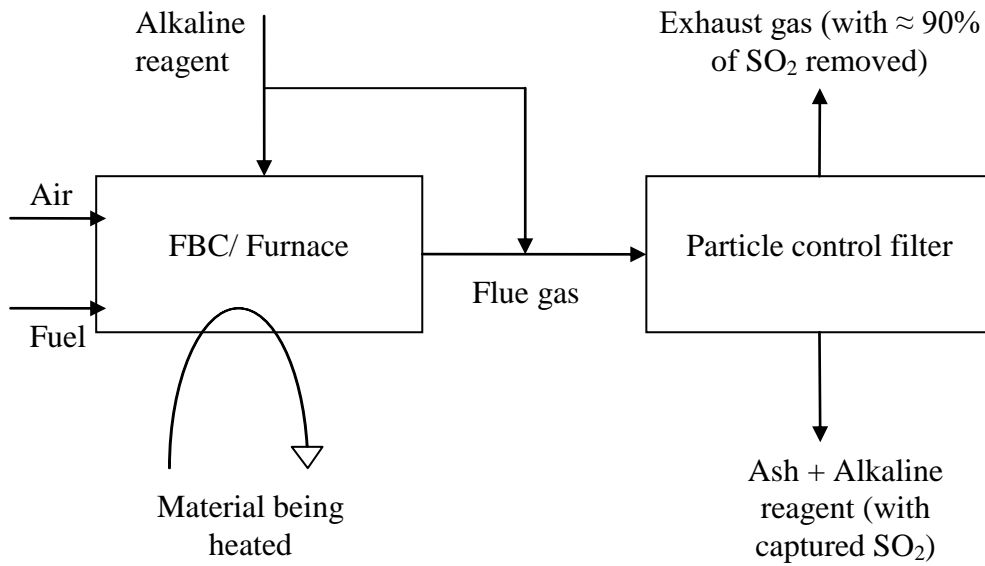 Alkaline
reagent
Exhaust gas (with ≈ 90%
of SO₂ removed)
Air
FBC/ Furnace
Particle control filter
Flue gas
Fuel
Material being
heated
Ash + Alkaline
reagent (with
captured SO₂)